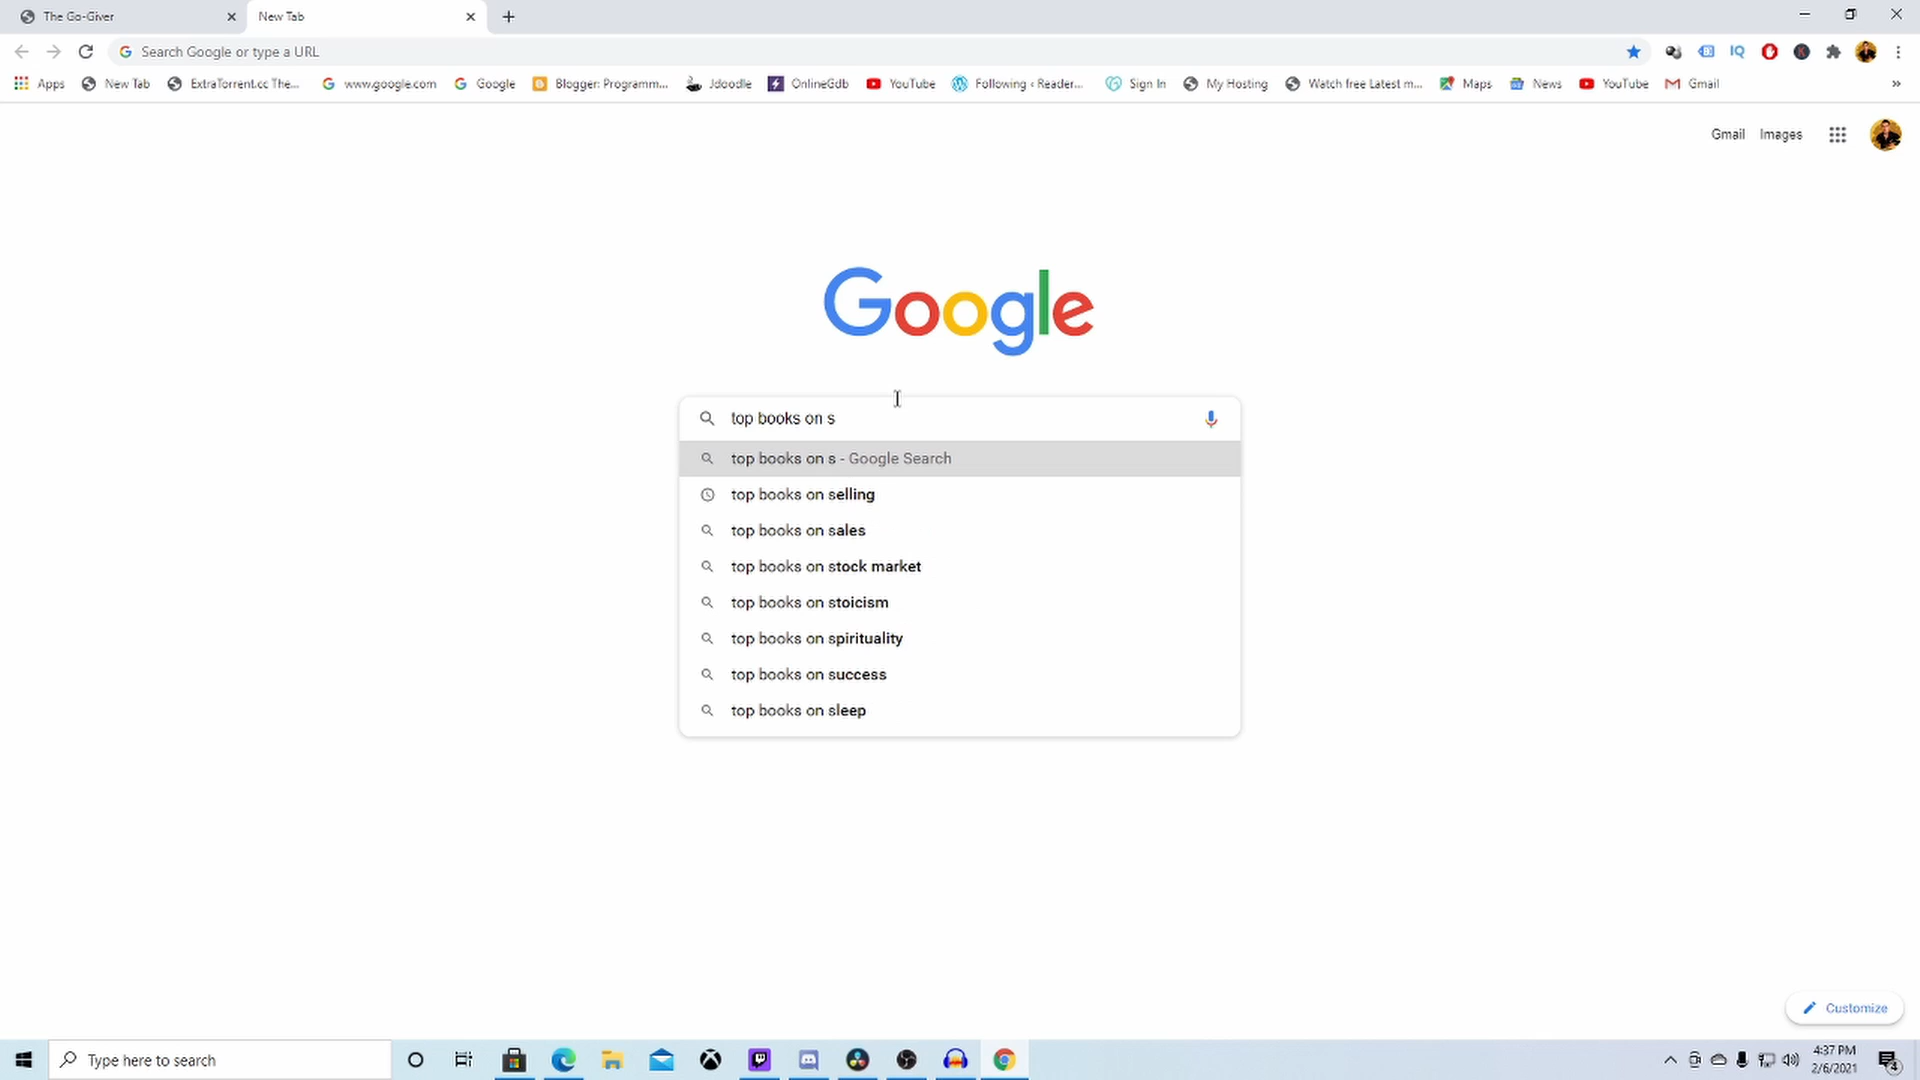 The Go-Giver
New Tab
Search Google or type a URL
Apps
New Tab
ExtraTorrent.cc The...
www.google.com
Google
Blogger: Programm...
Jdoodle
OnlineGdb
YouTube
Following ‹ Reader...
Sign In
My Hosting
Watch free Latest m...
Maps
News
YouTube
Gmail
»
Gmail
Images
Google
top books on s
top books on s - Google Search
top books on selling
top books on sales
top books on stock market
top books on stoicism
top books on spirituality
top books on success
top books on sleep
Customize
Type here to search
4:37 PM
2/6/2021
4